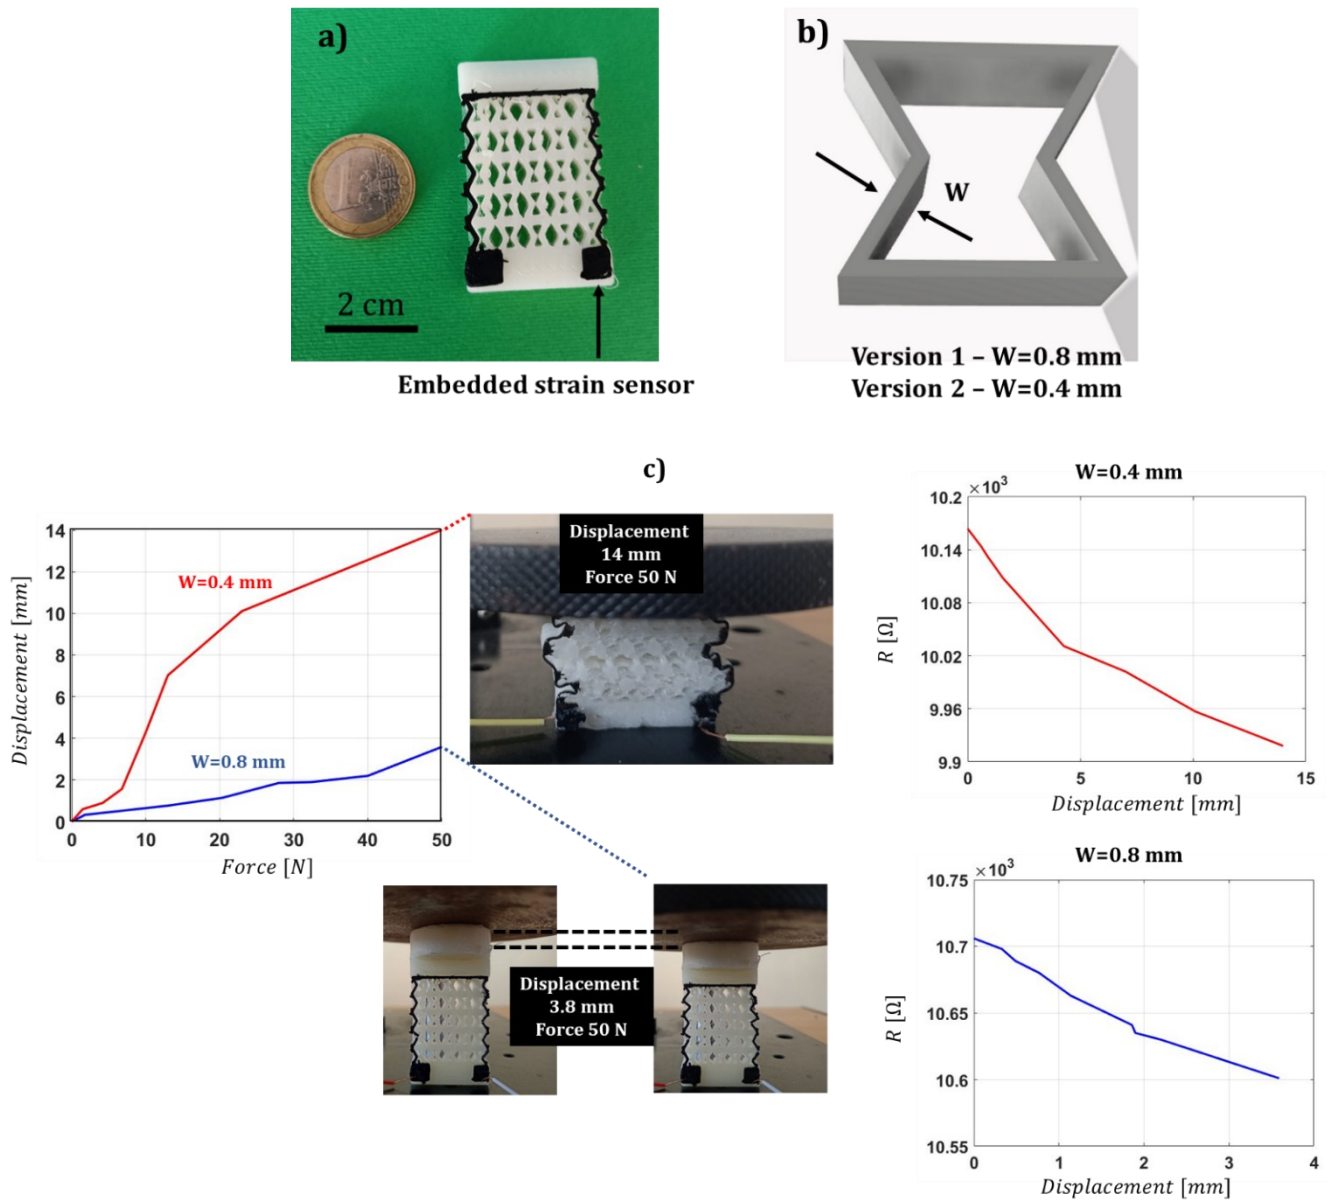 a)
2 cm
Embedded strain sensor
b)
W
Version 1 – W=0.8 mm
Version 2 – W=0.4 mm
c)
Displacement [mm]
14
12
10
8
6
4
2
0
W=0.4 mm
W=0.8 mm
0 10 20 30 40 50
Force [N]
Displacement
14 mm
Force 50 N
Displacement
3.8 mm
Force 50 N
W=0.4 mm
×10³
R [Ω]
10.2
10.14
10.08
10.02
9.96
9.9
0 5 10 15
Displacement [mm]
W=0.8 mm
×10³
R [Ω]
10.75
10.7
10.65
10.6
10.55
0 1 2 3 4
Displacement [mm]